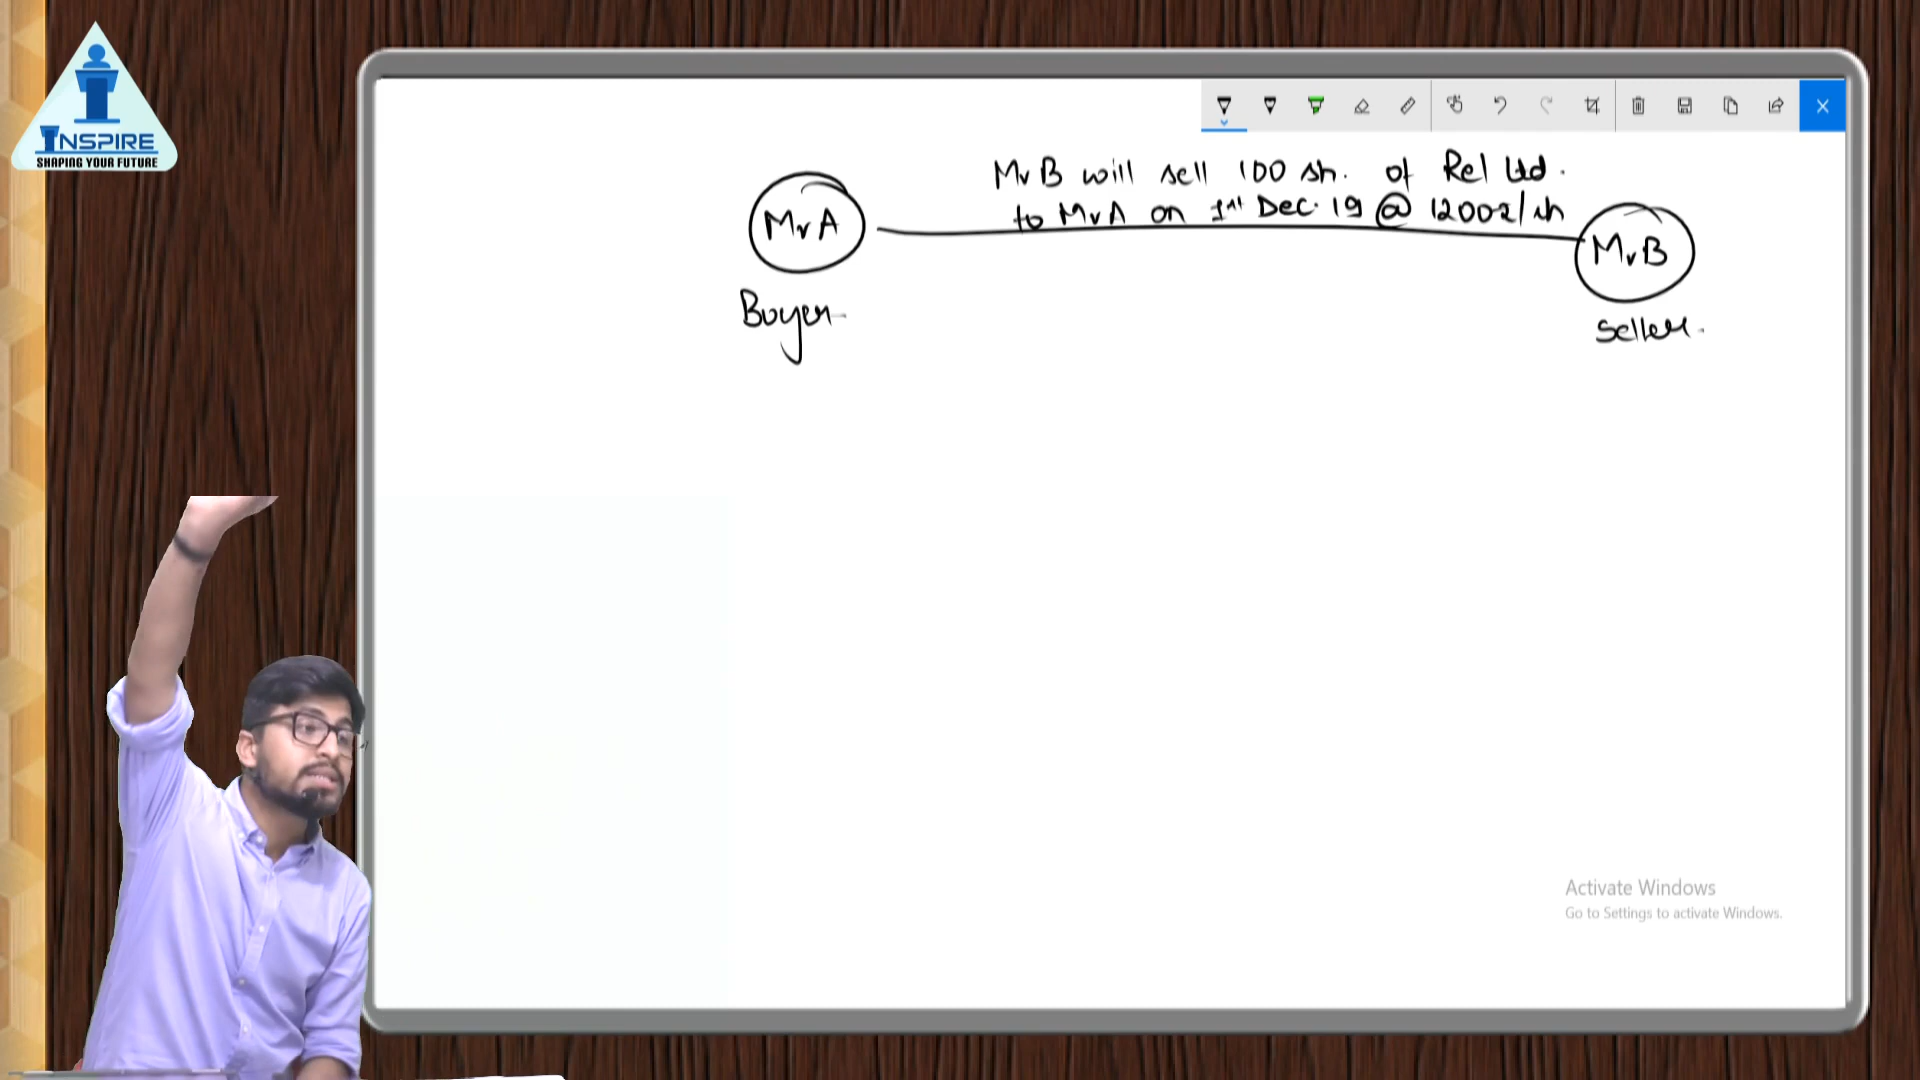 INSPIRE
SHAPING YOUR FUTURE
Mr B will sell 100 sh. of Rel Ltd.
to Mr A on 1st Dec. 19 @ 1200₹/sh
Mr A
Mr B
Buyer
Seller.
Activate Windows
Go to Settings to activate Windows.